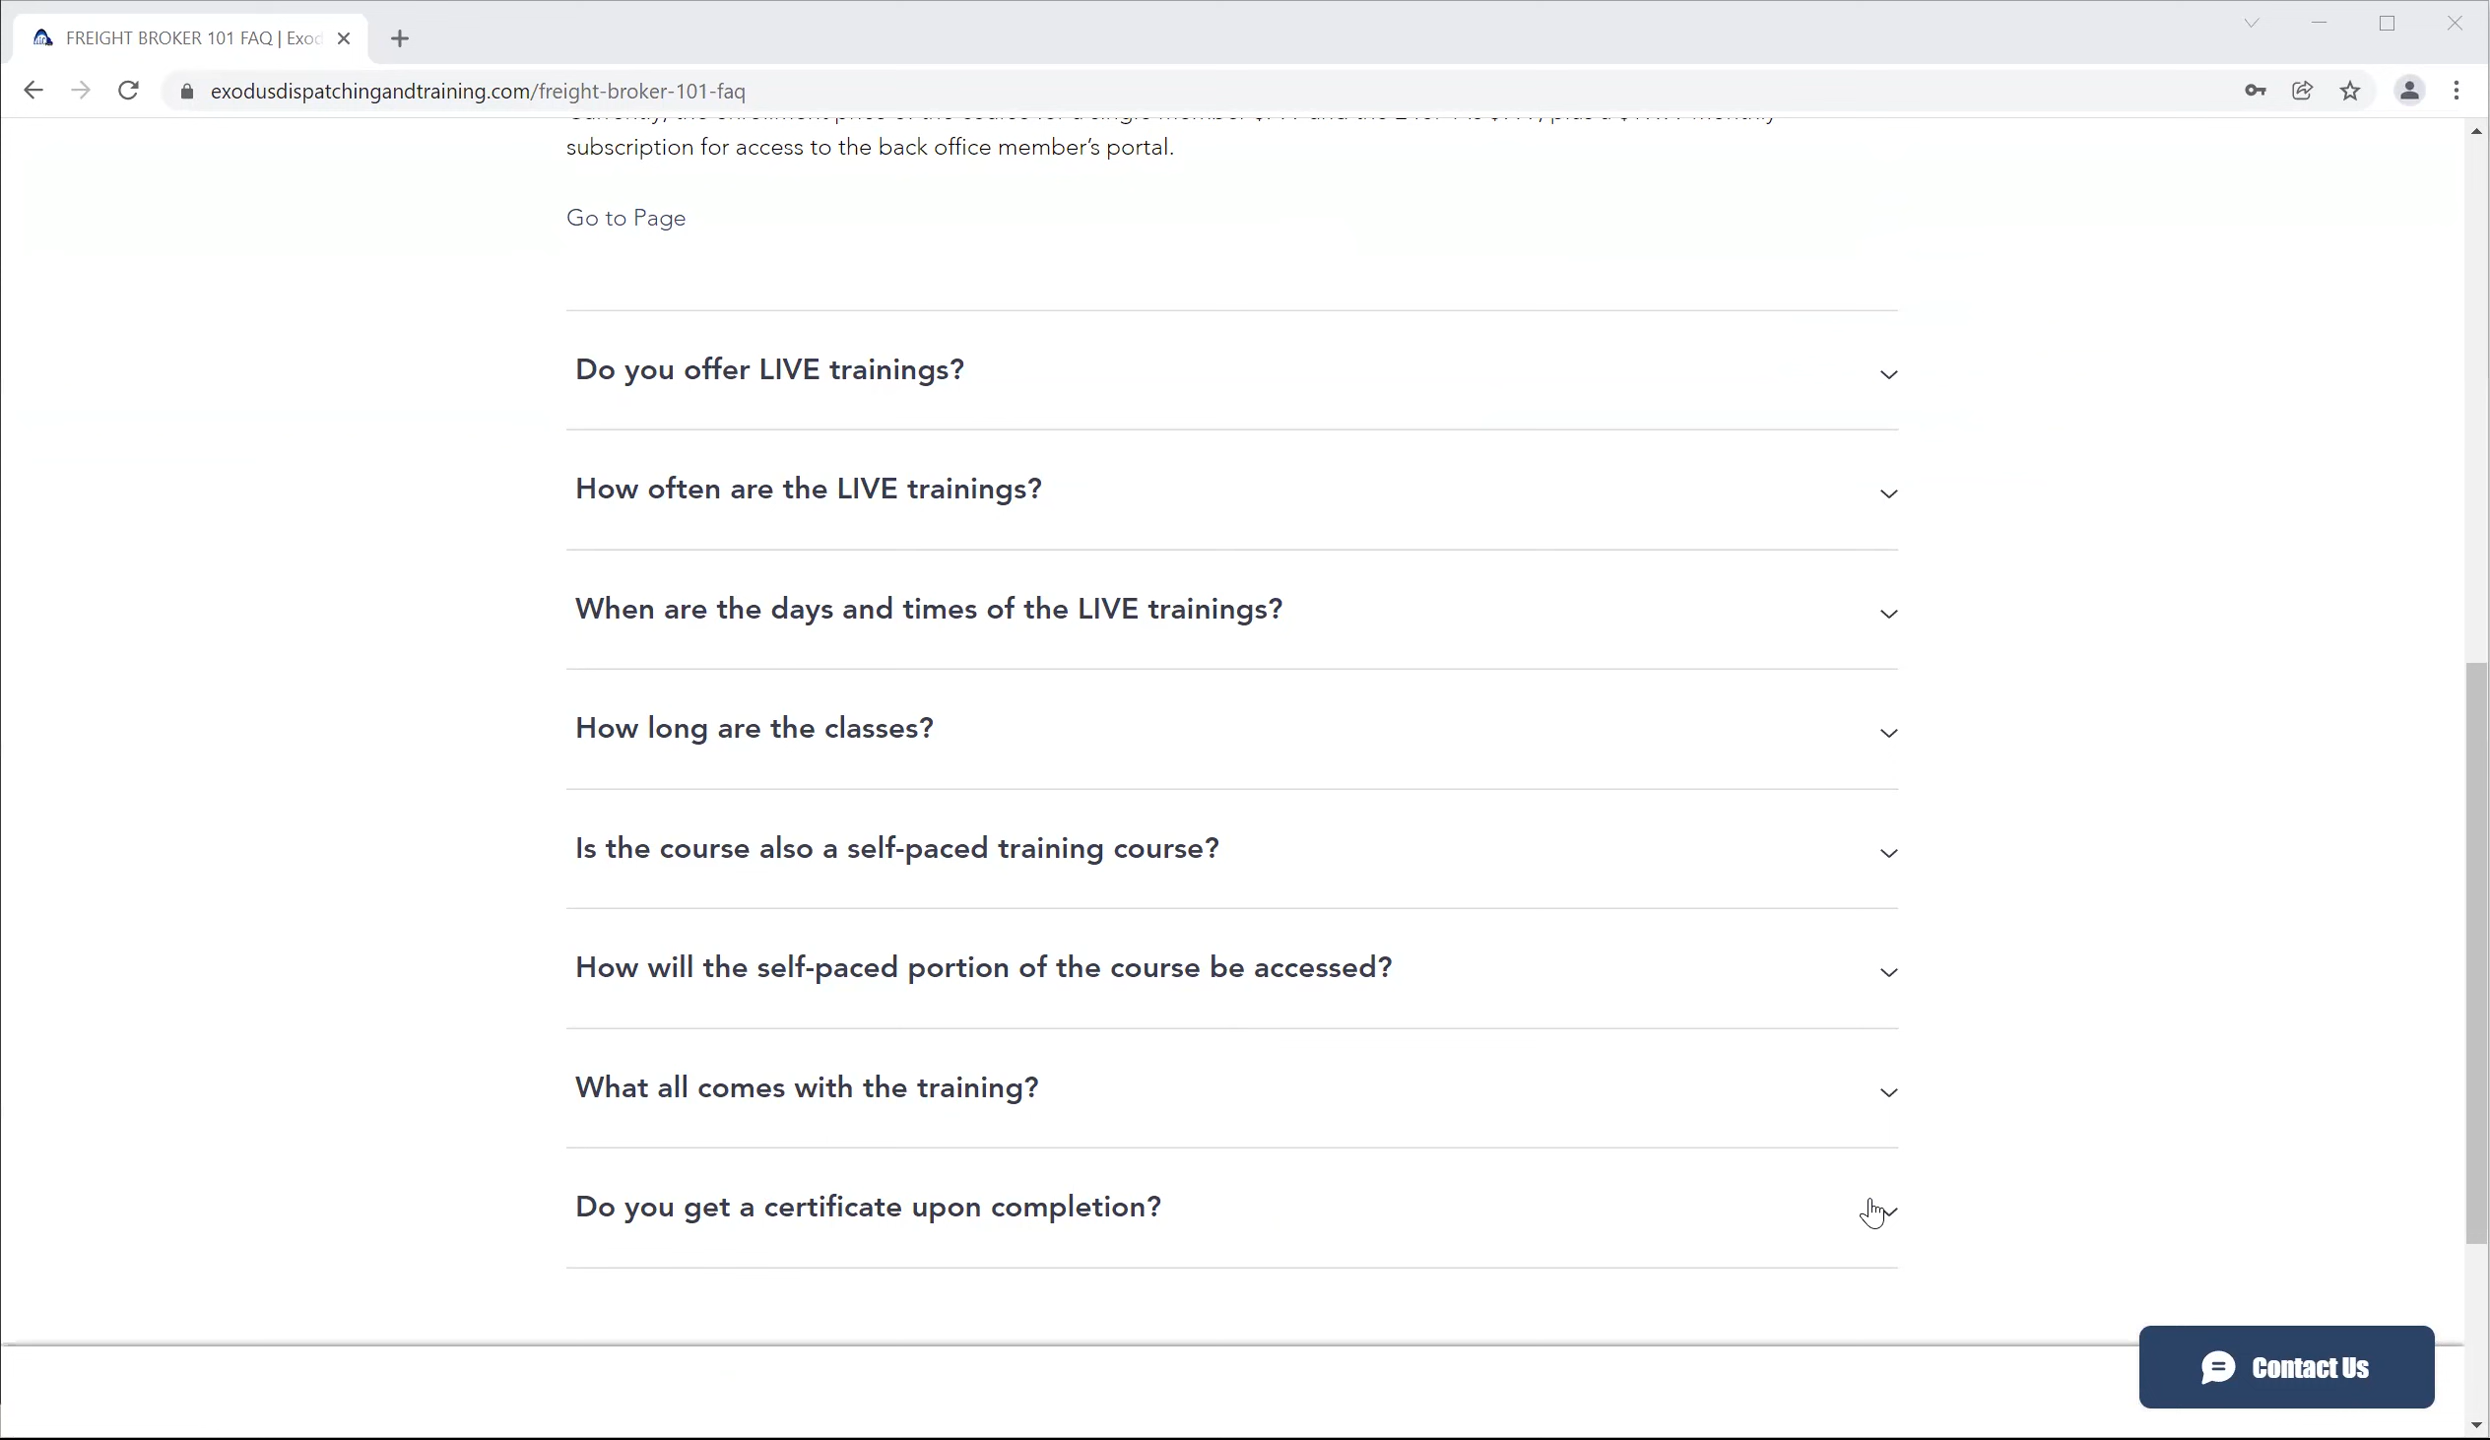 FREIGHT BROKER 101 FAQ | Exod
exodusdispatchingandtraining.com/freight-broker-101-faq
subscription for access to the back office member's portal.
Go to Page
Do you offer LIVE trainings?
How often are the LIVE trainings?
When are the days and times of the LIVE trainings?
How long are the classes?
Is the course also a self-paced training course?
How will the self-paced portion of the course be accessed?
What all comes with the training?
Do you get a certificate upon completion?
Contact Us